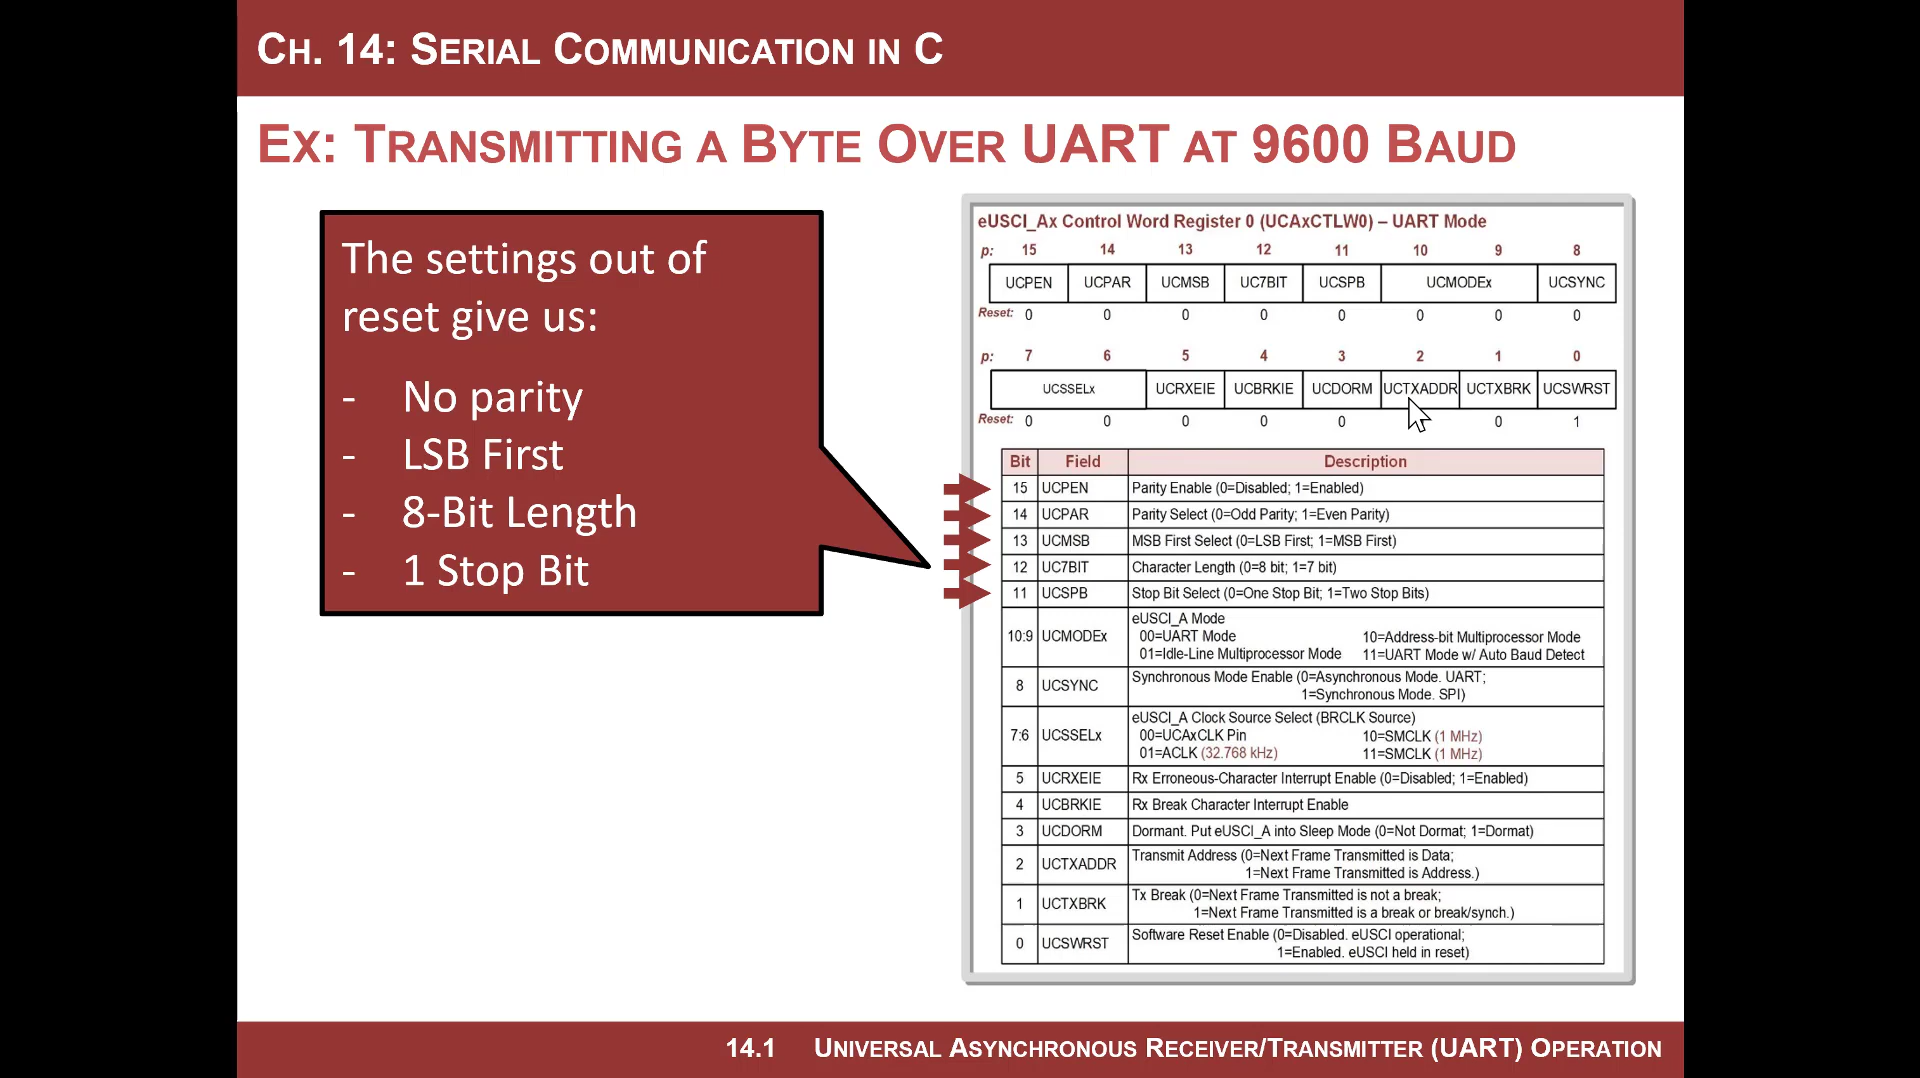 CH. 14: SERIAL COMMUNICATION IN C
EX: TRANSMITTING A BYTE OVER UART AT 9600 BAUD
The settings out of
reset give us:
- No parity
- LSB First
- 8-Bit Length
- 1 Stop Bit
eUSCI_Ax Control Word Register 0 (UCAxCTLW0) – UART Mode
p: 15 14 13 12 11 10 9 8
UCPEN UCPAR UCMSB UC7BIT UCSPB UCMODEx UCSYNC
Reset: 0 0 0 0 0 0 0 0
p: 7 6 5 4 3 2 1 0
UCSSELx UCRXEIE UCBRKIE UCDORM UCTXADDR UCTXBRK UCSWRST
Reset: 0 0 0 0 0 0 1
Bit Field Description
15 UCPEN Parity Enable (0=Disabled; 1=Enabled)
14 UCPAR Parity Select (0=Odd Parity; 1=Even Parity)
13 UCMSB MSB First Select (0=LSB First; 1=MSB First)
12 UC7BIT Character Length (0=8 bit; 1=7 bit)
11 UCSPB Stop Bit Select (0=One Stop Bit; 1=Two Stop Bits)
10:9 UCMODEx eUSCI_A Mode
00=UART Mode 10=Address-bit Multiprocessor Mode
01=Idle-Line Multiprocessor Mode 11=UART Mode w/ Auto Baud Detect
8 UCSYNC Synchronous Mode Enable (0=Asynchronous Mode. UART;
1=Synchronous Mode. SPI)
7:6 UCSSELx eUSCI_A Clock Source Select (BRCLK Source)
00=UCAxCLK Pin 10=SMCLK (1 MHz)
01=ACLK (32.768 kHz) 11=SMCLK (1 MHz)
5 UCRXEIE Rx Erroneous-Character Interrupt Enable (0=Disabled; 1=Enabled)
4 UCBRKIE Rx Break Character Interrupt Enable
3 UCDORM Dormant. Put eUSCI_A into Sleep Mode (0=Not Dormat; 1=Dormat)
2 UCTXADDR Transmit Address (0=Next Frame Transmitted is Data;
1=Next Frame Transmitted is Address.)
1 UCTXBRK Tx Break (0=Next Frame Transmitted is not a break;
1=Next Frame Transmitted is a break or break/synch.)
0 UCSWRST Software Reset Enable (0=Disabled. eUSCI operational;
1=Enabled. eUSCI held in reset)
14.1 UNIVERSAL ASYNCHRONOUS RECEIVER/TRANSMITTER (UART) OPERATION